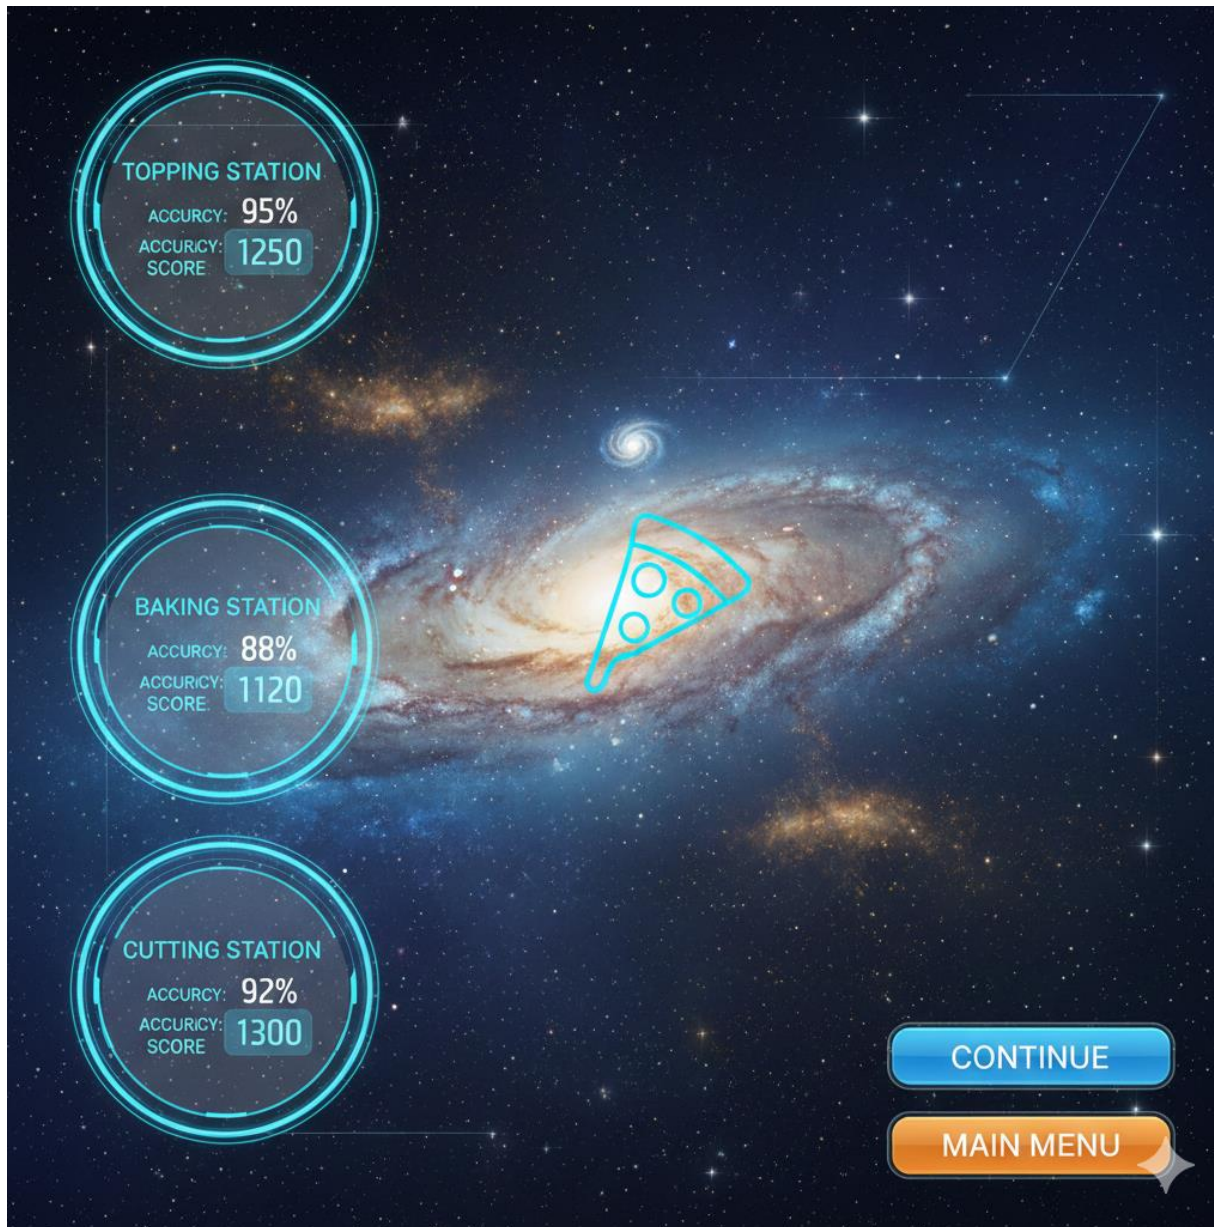 TOPPING STATION
ACCURCY: 95%
ACCURICY: 1250
SCORE
BAKING STATION
ACCURCY: 88%
ACCURICY: 1120
SCORE.
CUTTING STATION
ACCURCY: 92%
ACCURICY: 1300
SCORE
CONTINUE
MAIN MENU